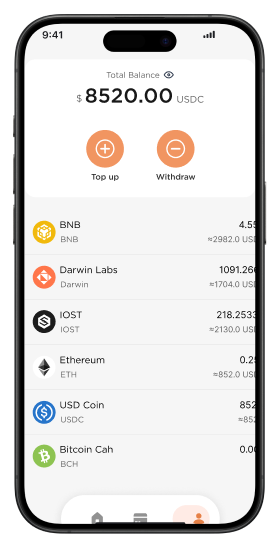 9:41
Total Balance
$ 8520.00 USDC
Top up Withdraw
BNB 4.55
BNB ≈2982.0 USD
Darwin Labs 1091.260
Darwin ≈1704.0 USD
IOST 218.2533
IOST ≈2130.0 USD
Ethereum 0.25
ETH ≈852.0 USD
USD Coin 852
USDC ≈852
Bitcoin Cah 0.00
BCH